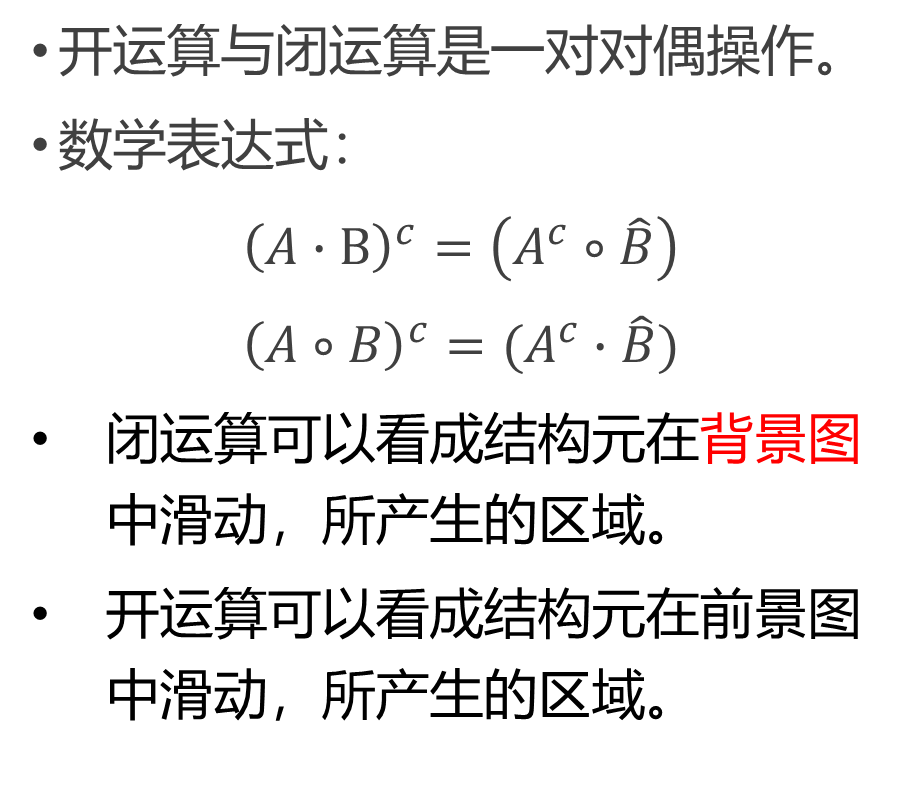 •开运算与闭运算是一对对偶操作。
•数学表达式：
(A · B)ᶜ = (Aᶜ ∘ B̂)
(A ∘ B)ᶜ = (Aᶜ · B̂)
• 闭运算可以看成结构元在背景图
中滑动，所产生的区域。
• 开运算可以看成结构元在前景图
中滑动，所产生的区域。